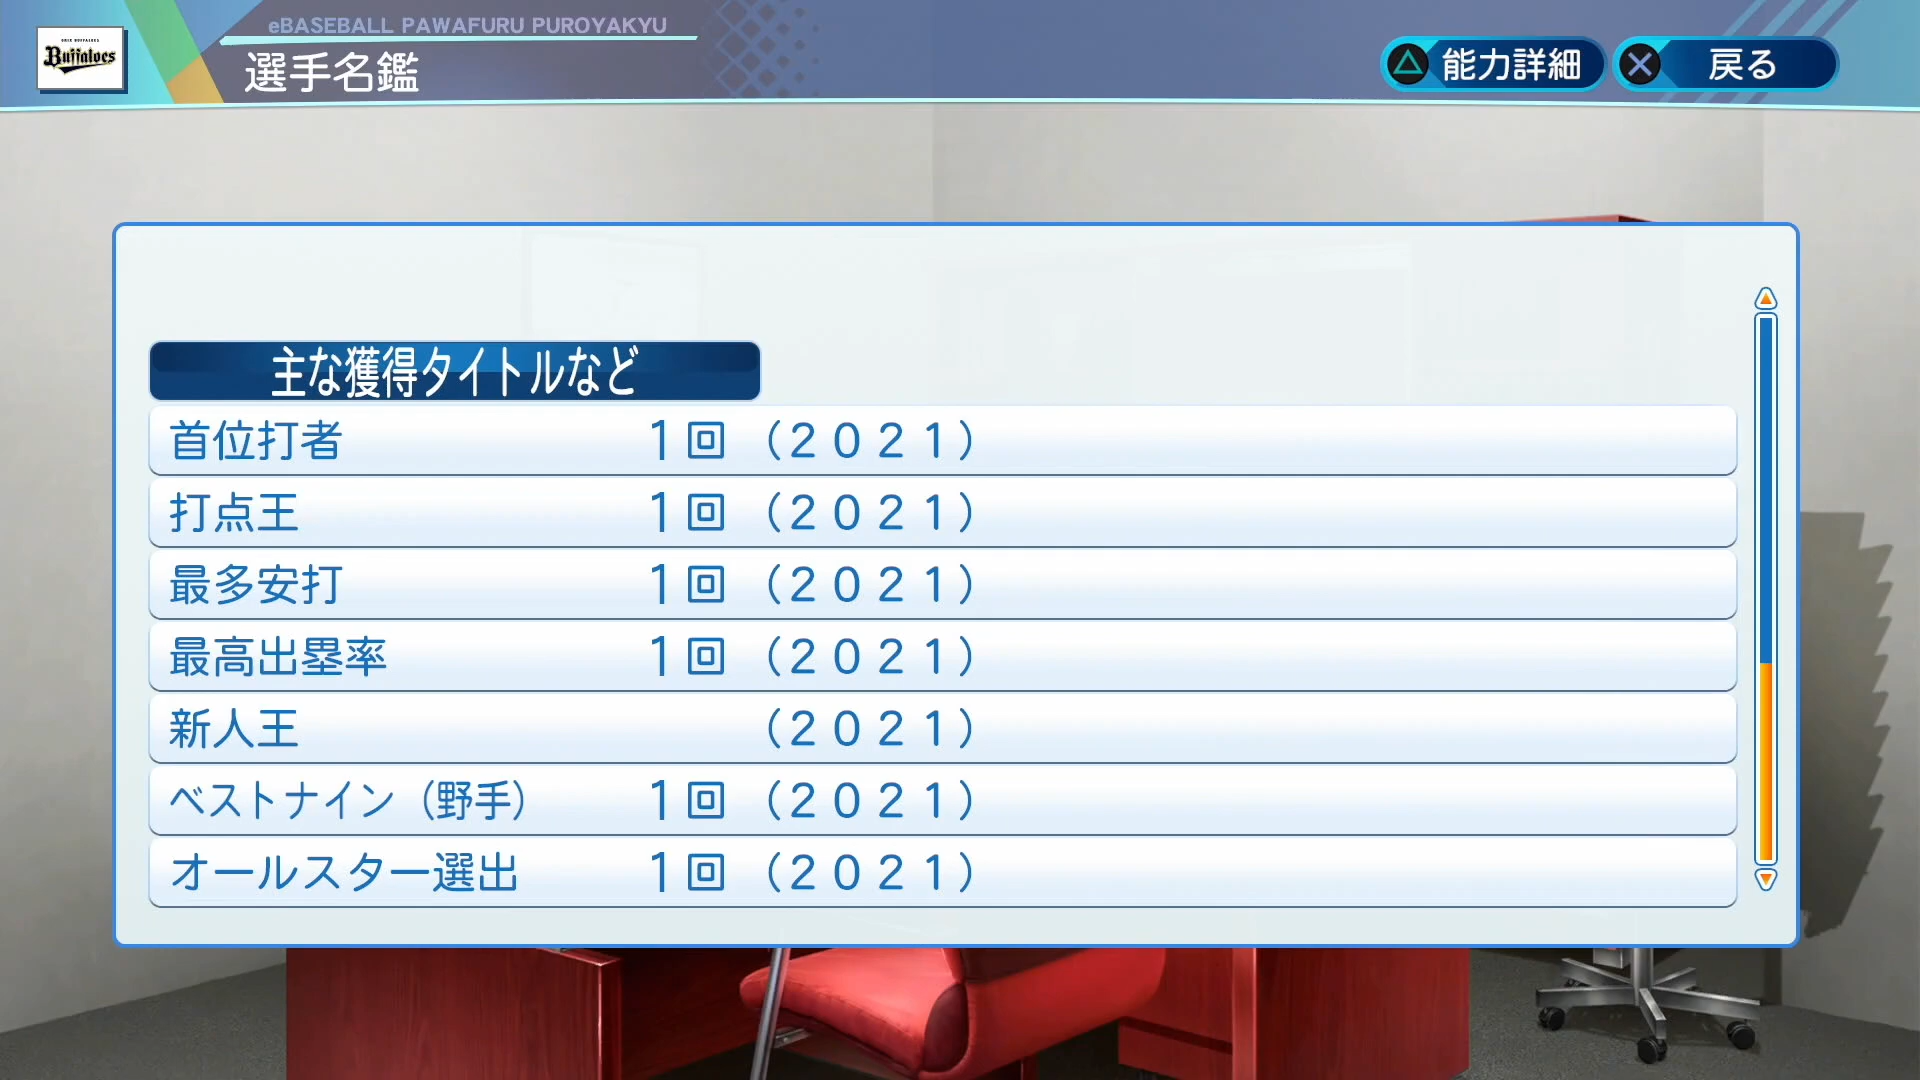 ORIX BUFFALOES
Buffaloes
eBASEBALL PAWAFURU PUROYAKYU
選手名鑑
能力詳細
戻る
主な獲得タイトルなど
首位打者 1回 (2021)
打点王 1回 (2021)
最多安打 1回 (2021)
最高出塁率 1回 (2021)
新人王 (2021)
ベストナイン(野手) 1回 (2021)
オールスター選出 1回 (2021)